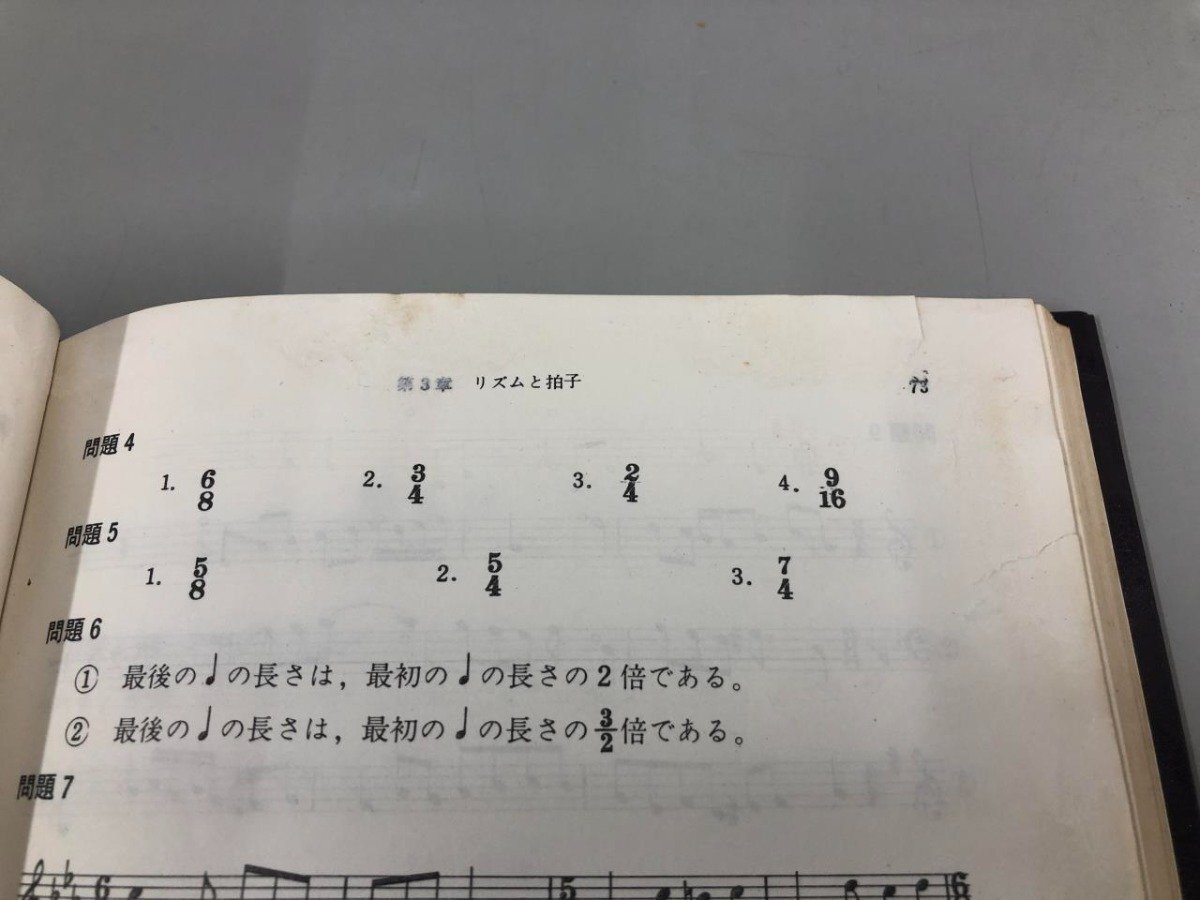 第3章 リズムと拍子 73
問題4
1. 6/8 2. 3/4 3. 2/4 4. 9/16
問題5
1. 5/8 2. 5/4 3. 7/4
問題6
① 最後の♩の長さは，最初の♩の長さの2倍である。
② 最後の♩の長さは，最初の♩の長さの3/2倍である。
問題7
6 5 6